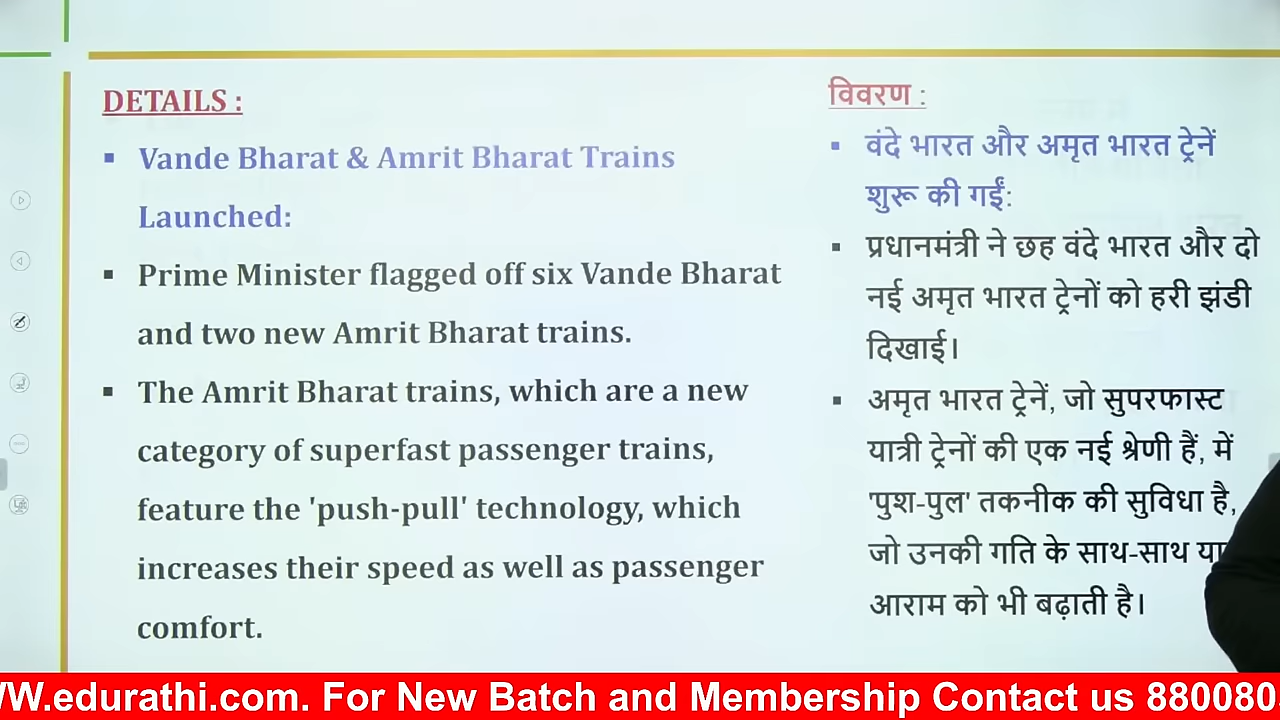 DETAILS :
▪ Vande Bharat & Amrit Bharat Trains
Launched:
▪ Prime Minister flagged off six Vande Bharat
and two new Amrit Bharat trains.
▪ The Amrit Bharat trains, which are a new
category of superfast passenger trains,
feature the 'push-pull' technology, which
increases their speed as well as passenger
comfort.
विवरण :
▪ वंदे भारत और अमृत भारत ट्रेनें
शुरू की गईं:
▪ प्रधानमंत्री ने छह वंदे भारत और दो
नई अमृत भारत ट्रेनों को हरी झंडी
दिखाई।
▪ अमृत भारत ट्रेनें, जो सुपरफास्ट
यात्री ट्रेनों की एक नई श्रेणी हैं, में
'पुश-पुल' तकनीक की सुविधा है,
जो उनकी गति के साथ-साथ
आराम को भी बढ़ाती है।
WW.edurathi.com. For New Batch and Membership Contact us 880080